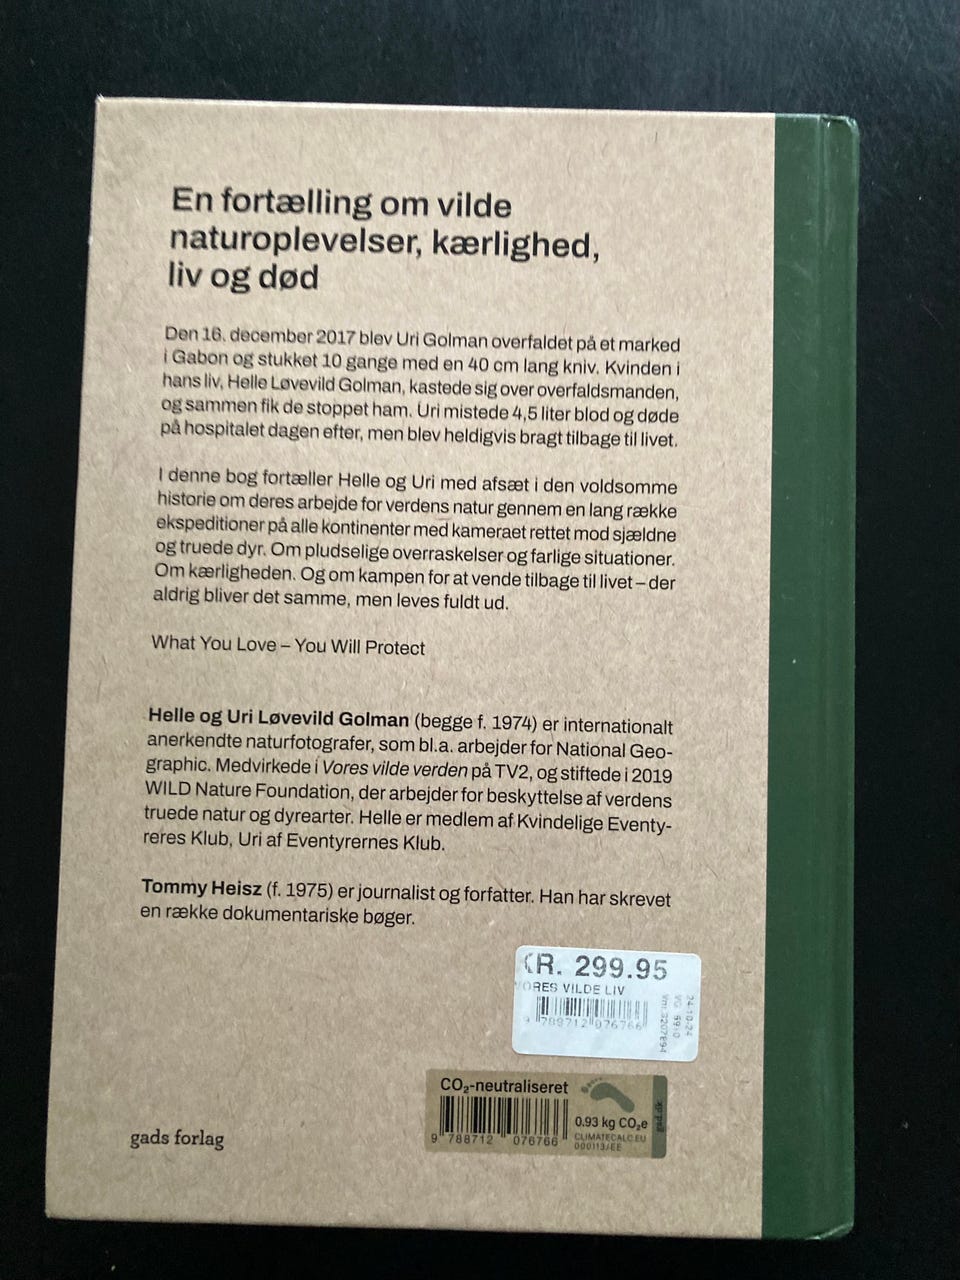 En fortælling om vilde
naturoplevelser, kærlighed,
liv og død
Den 16. december 2017 blev Uri Golman overfaldet på et marked
i Gabon og stukket 10 gange med en 40 cm lang kniv. Kvinden i
hans liv, Helle Løvevild Golman, kastede sig over overfaldsmanden,
og sammen fik de stoppet ham. Uri mistede 4,5 liter blod og døde
på hospitalet dagen efter, men blev heldigvis bragt tilbage til livet.
I denne bog fortæller Helle og Uri med afsæt i den voldsomme
historie om deres arbejde for verdens natur gennem en lang række
ekspeditioner på alle kontinenter med kameraet rettet mod sjældne
og truede dyr. Om pludselige overraskelser og farlige situationer.
Om kærligheden. Og om kampen for at vende tilbage til livet – der
aldrig bliver det samme, men leves fuldt ud.
What You Love – You Will Protect
Helle og Uri Løvevild Golman (begge f. 1974) er internationalt
anerkendte naturfotografer, som bl.a. arbejder for National Geo-
graphic. Medvirkede i Vores vilde verden på TV2, og stiftede i 2019
WILD Nature Foundation, der arbejder for beskyttelse af verdens
truede natur og dyrearter. Helle er medlem af Kvindelige Eventy-
reres Klub, Uri af Eventyrernes Klub.
Tommy Heisz (f. 1975) er journalist og forfatter. Han har skrevet
en række dokumentariske bøger.
KR. 299.95
VORES VILDE LIV
9 788712 076766
24-10-24
CO₂-neutraliseret
0.93 kg CO₂e
CLIMATECALC.EU
000113/EE
9 788712 076766
gad.dk
gads forlag